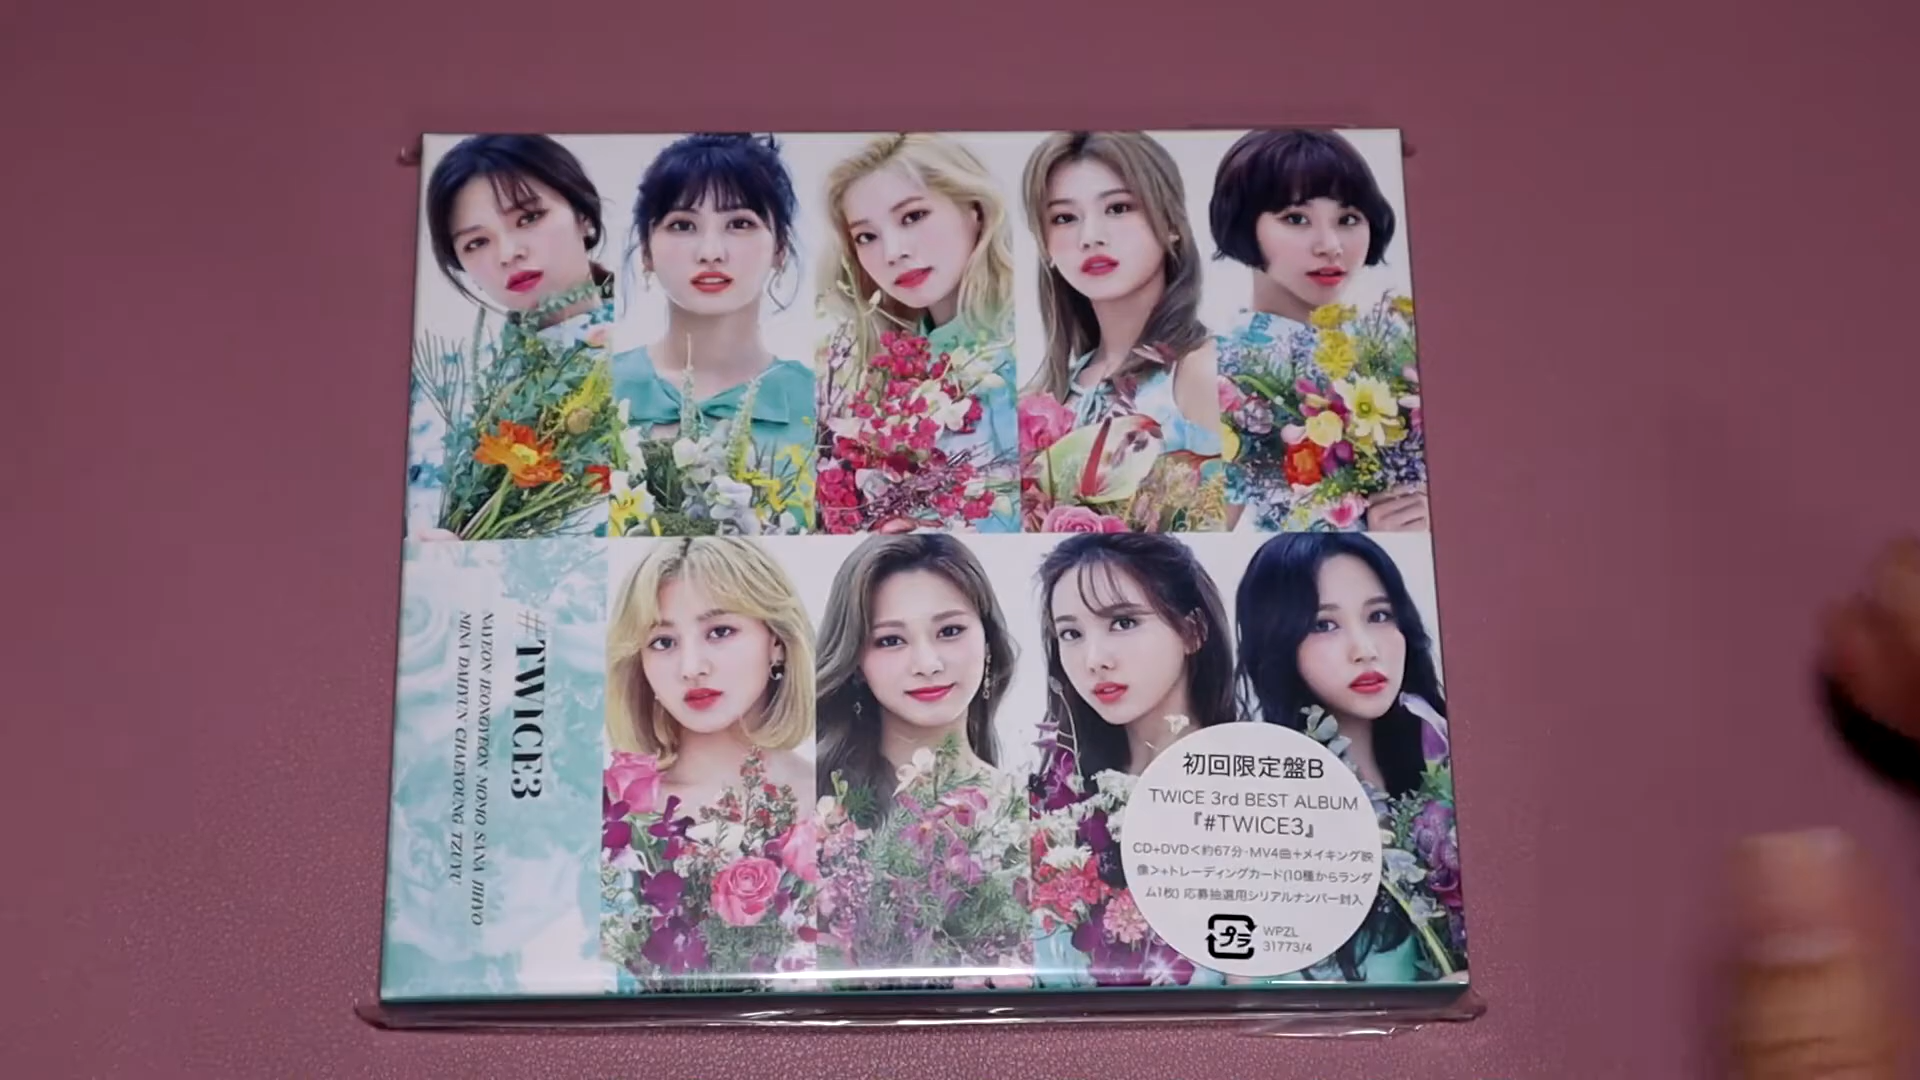 #TWICE3
NAYEON JEONGYEON MOMO SANA JIHYO
MINA DAHYUN CHAEYOUNG TZUYU
初回限定盤B
TWICE 3rd BEST ALBUM
『#TWICE3』
CD+DVD<約67分・MV4曲+メイキング映
像>+トレーディングカード(10種からランダ
ム1枚) 応募抽選用シリアルナンバー封入
プラ
WPZL
31773/4